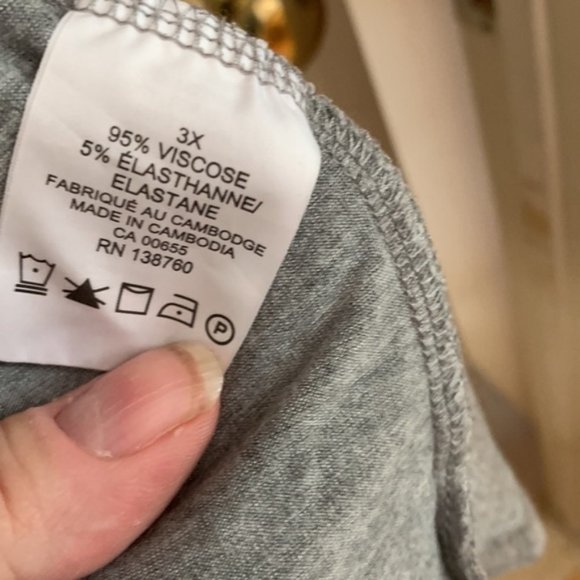 3X
95% VISCOSE
5% ÉLASTHANNE/
ELASTANE
FABRIQUÉ AU CAMBODGE
MADE IN CAMBODIA
CA 00655
RN 138760
P